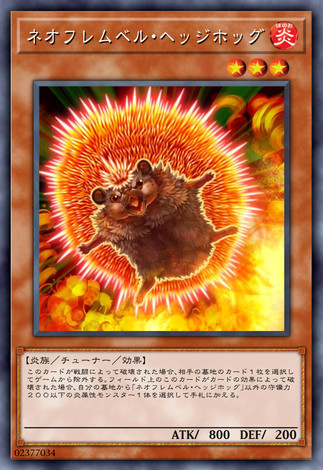 ネオフレムベル・ヘッジホッグ
炎
【炎族／チューナー／効果】
このカードが戦闘によって破壊された場合、相手の墓地のカード１枚を選択し
てゲームから除外する。フィールド上のこのカードがカードの効果によって破
壊された場合、自分の墓地から「ネオフレムベル・ヘッジホッグ」以外の守備力
２００以下の炎属性モンスター１体を選択して手札に加える。
ATK/ 800 DEF/ 200
02377034